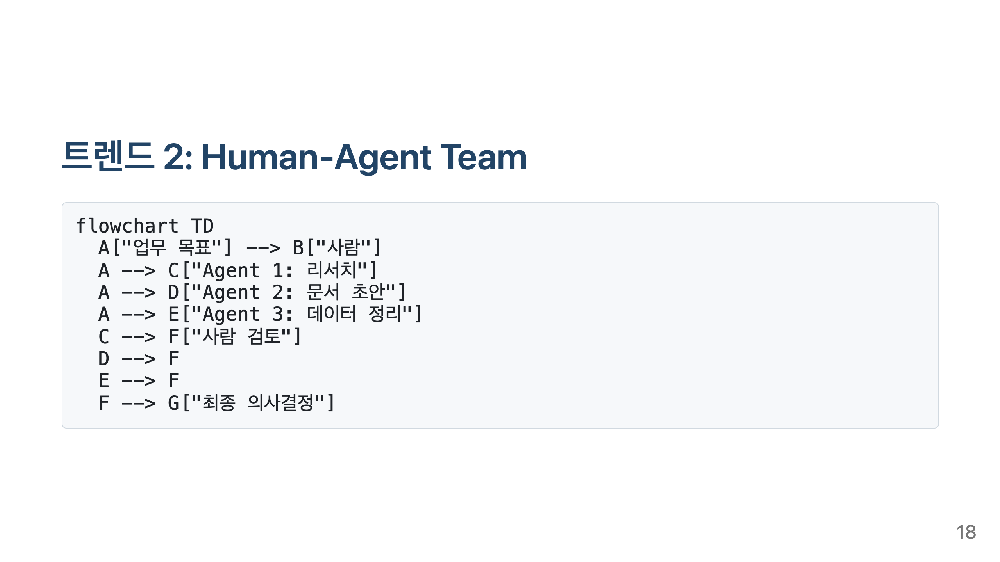 트렌드 2: Human-Agent Team
flowchart TD
  A["업무 목표"] --> B["사람"]
  A --> C["Agent 1: 리서치"]
  A --> D["Agent 2: 문서 초안"]
  A --> E["Agent 3: 데이터 정리"]
  C --> F["사람 검토"]
  D --> F
  E --> F
  F --> G["최종 의사결정"]
18